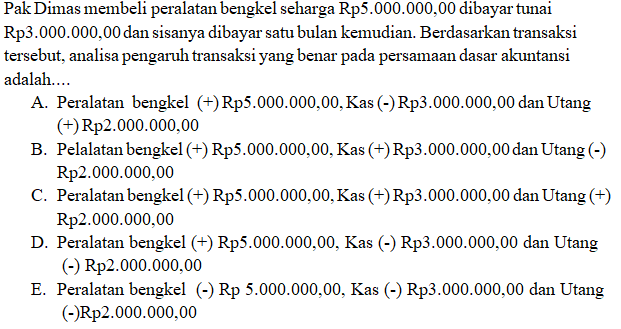 Pak Dimas membeli peralatan bengkel seharga Rp5.000.000,00 dibayar tunai
Rp3.000.000,00 dan sisanya dibayar satu bulan kemudian. Berdasarkan transaksi
tersebut, analisa pengaruh transaksi yang benar pada persamaan dasar akuntansi
adalah....
A. Peralatan bengkel (+) Rp5.000.000,00, Kas (-) Rp3.000.000,00 dan Utang
(+) Rp2.000.000,00
B. Pelalatan bengkel (+) Rp5.000.000,00, Kas (+) Rp3.000.000,00 dan Utang (-)
Rp2.000.000,00
C. Peralatan bengkel (+) Rp5.000.000,00, Kas (+) Rp3.000.000,00 dan Utang (+)
Rp2.000.000,00
D. Peralatan bengkel (+) Rp5.000.000,00, Kas (-) Rp3.000.000,00 dan Utang
(-) Rp2.000.000,00
E. Peralatan bengkel (-) Rp 5.000.000,00, Kas (-) Rp3.000.000,00 dan Utang
(-)Rp2.000.000,00